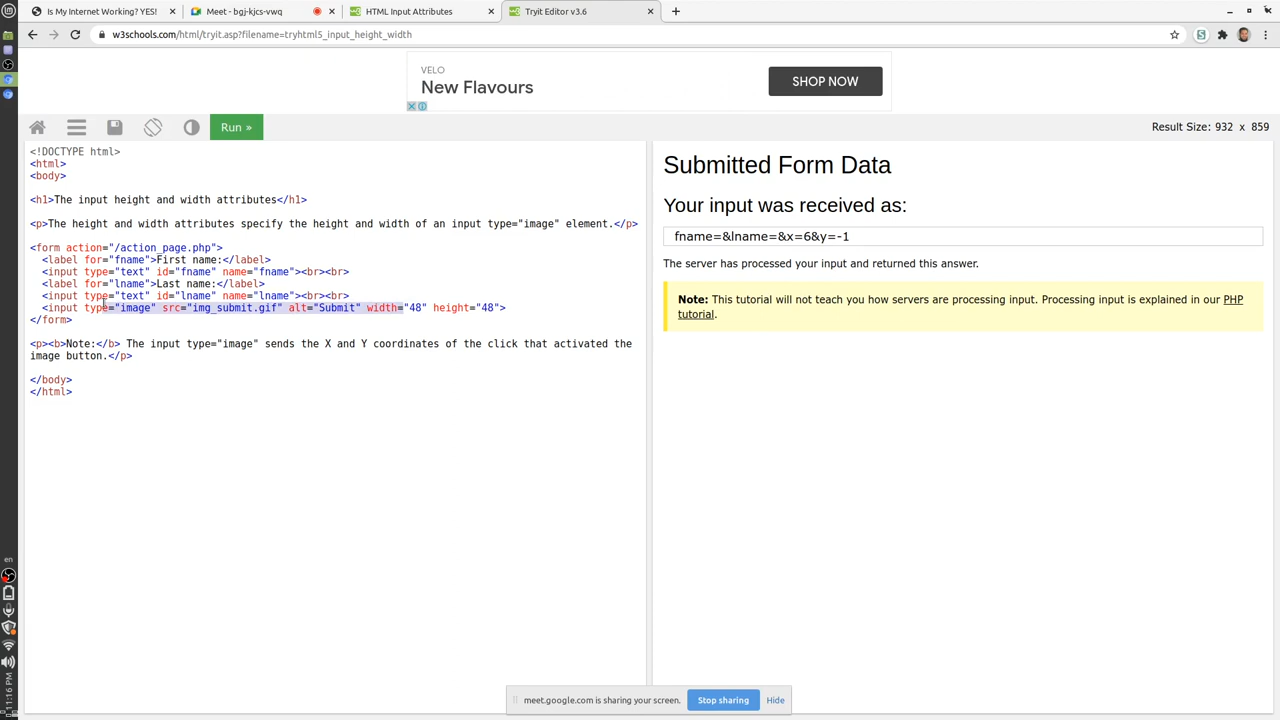 Is My Internet Working? YES!
Meet - bgj-kjcs-vwq
HTML Input Attributes
Tryit Editor v3.6
w3schools.com/html/tryit.asp?filename=tryhtml5_input_height_width
VELO
New Flavours
SHOP NOW
Run »
Result Size: 932 x 859
<!DOCTYPE html>
<html>
<body>
<h1>The input height and width attributes</h1>
<p>The height and width attributes specify the height and width of an input type="image" element.</p>
<form action="/action_page.php">
<label for="fname">First name:</label>
<input type="text" id="fname" name="fname"><br><br>
<label for="lname">Last name:</label>
<input type="text" id="lname" name="lname"><br><br>
<input type="image" src="img_submit.gif" alt="Submit" width="48" height="48">
</form>
<p><b>Note:</b> The input type="image" sends the X and Y coordinates of the click that activated the
image button.</p>
</body>
</html>
Submitted Form Data
Your input was received as:
fname=&lname=&x=6&y=-1
The server has processed your input and returned this answer.
Note: This tutorial will not teach you how servers are processing input. Processing input is explained in our PHP
tutorial.
en
11:16 PM
meet.google.com is sharing your screen.
Stop sharing
Hide